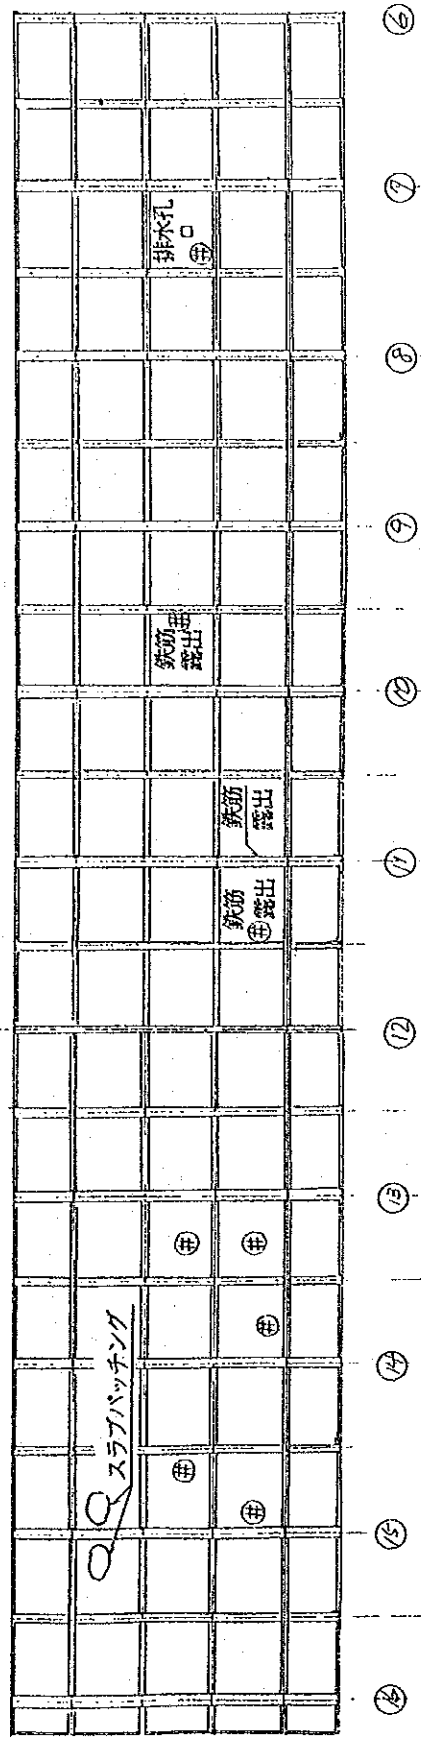 ⑥
⑦
排水孔
⑧
⑨
鉄筋
露出
⑩
鉄筋
露出
⑪
鉄筋
露出
⑫
⑬
⑭
スラブパッチング
⑮
⑯